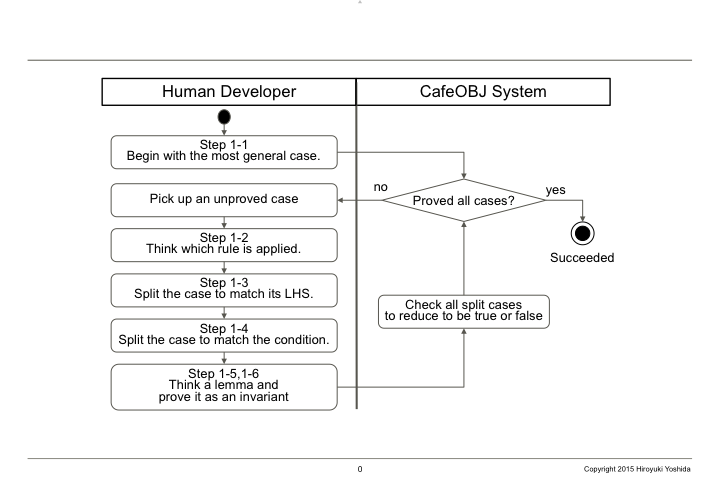 Human Developer
CafeOBJ System
Step 1-1
Begin with the most general case.
no
yes
Pick up an unproved case
Proved all cases?
Step 1-2
Think which rule is applied.
Succeeded
Step 1-3
Split the case to match its LHS.
Check all split cases
to reduce to be true or false
Step 1-4
Split the case to match the condition.
Step 1-5,1-6
Think a lemma and
prove it as an invariant
0
Copyright 2015 Hiroyuki Yoshida